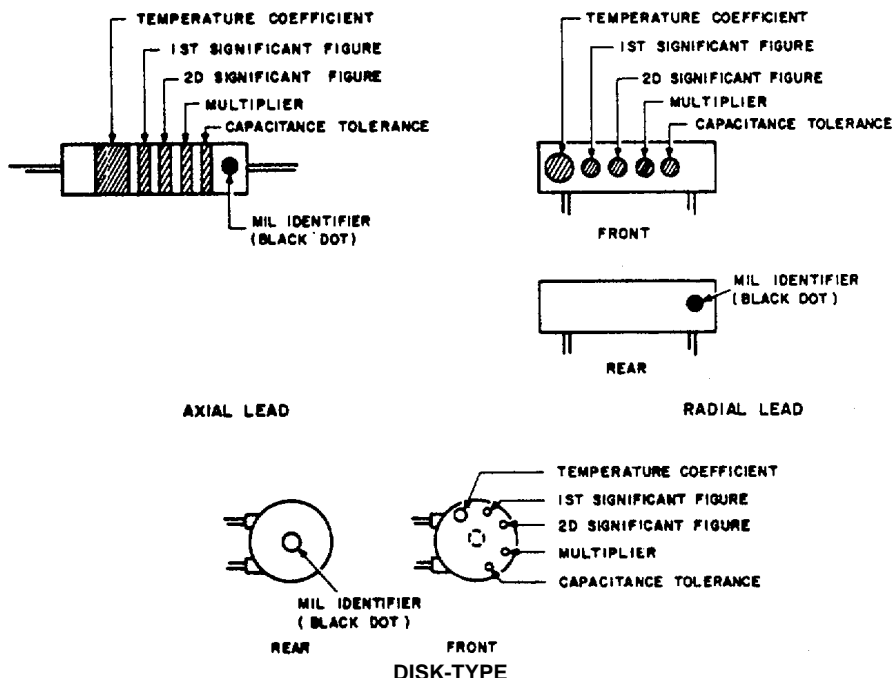 TEMPERATURE COEFFICIENT
1ST SIGNIFICANT FIGURE
2D SIGNIFICANT FIGURE
MULTIPLIER
CAPACITANCE TOLERANCE
MIL IDENTIFIER
(BLACK DOT)
AXIAL LEAD
TEMPERATURE COEFFICIENT
1ST SIGNIFICANT FIGURE
2D SIGNIFICANT FIGURE
MULTIPLIER
CAPACITANCE TOLERANCE
FRONT
MIL IDENTIFIER
(BLACK DOT)
REAR
RADIAL LEAD
MIL IDENTIFIER
(BLACK DOT)
REAR
TEMPERATURE COEFFICIENT
1ST SIGNIFICANT FIGURE
2D SIGNIFICANT FIGURE
MULTIPLIER
CAPACITANCE TOLERANCE
FRONT
DISK-TYPE